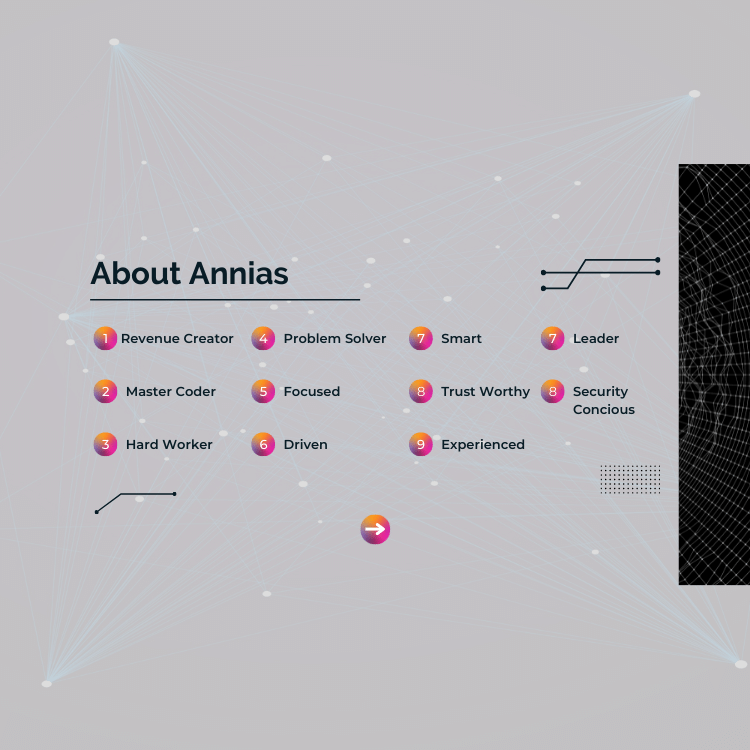 About Annias
1 Revenue Creator
2 Master Coder
3 Hard Worker
4 Problem Solver
5 Focused
6 Driven
7 Smart
8 Trust Worthy
9 Experienced
7 Leader
8 Security
Concious